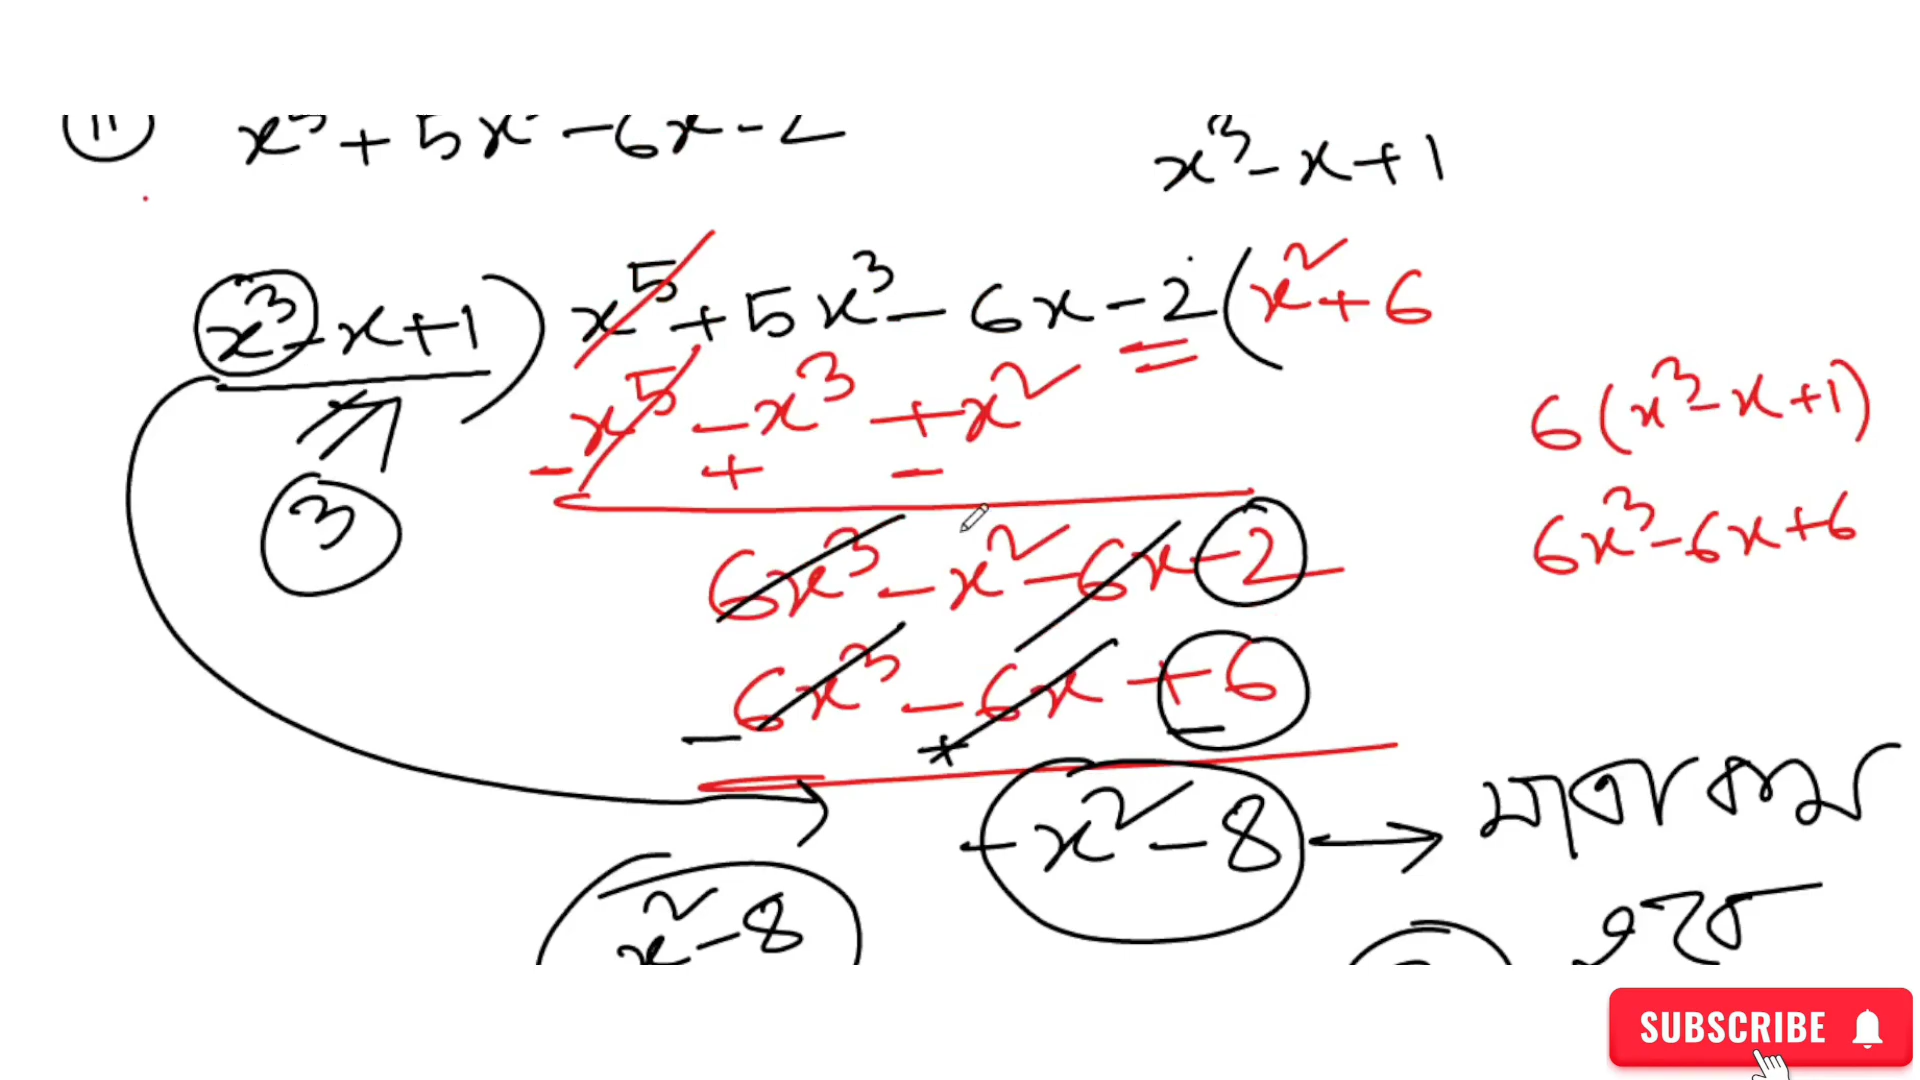 ii x⁵ + 5x³ - 6x - 2    x³ - x + 1
x³ - x + 1 ) x⁵ + 5x³ - 6x - 2 ( x² + 6
x⁵ - x³ + x²
- + -
6 (x³ - x + 1)
3
6x³ - x² - 6x - 2
6x³ - 6x + 6
6x³ - 6x + 6
- + -
- x² - 8 →
x² - 8
SUBSCRIBE